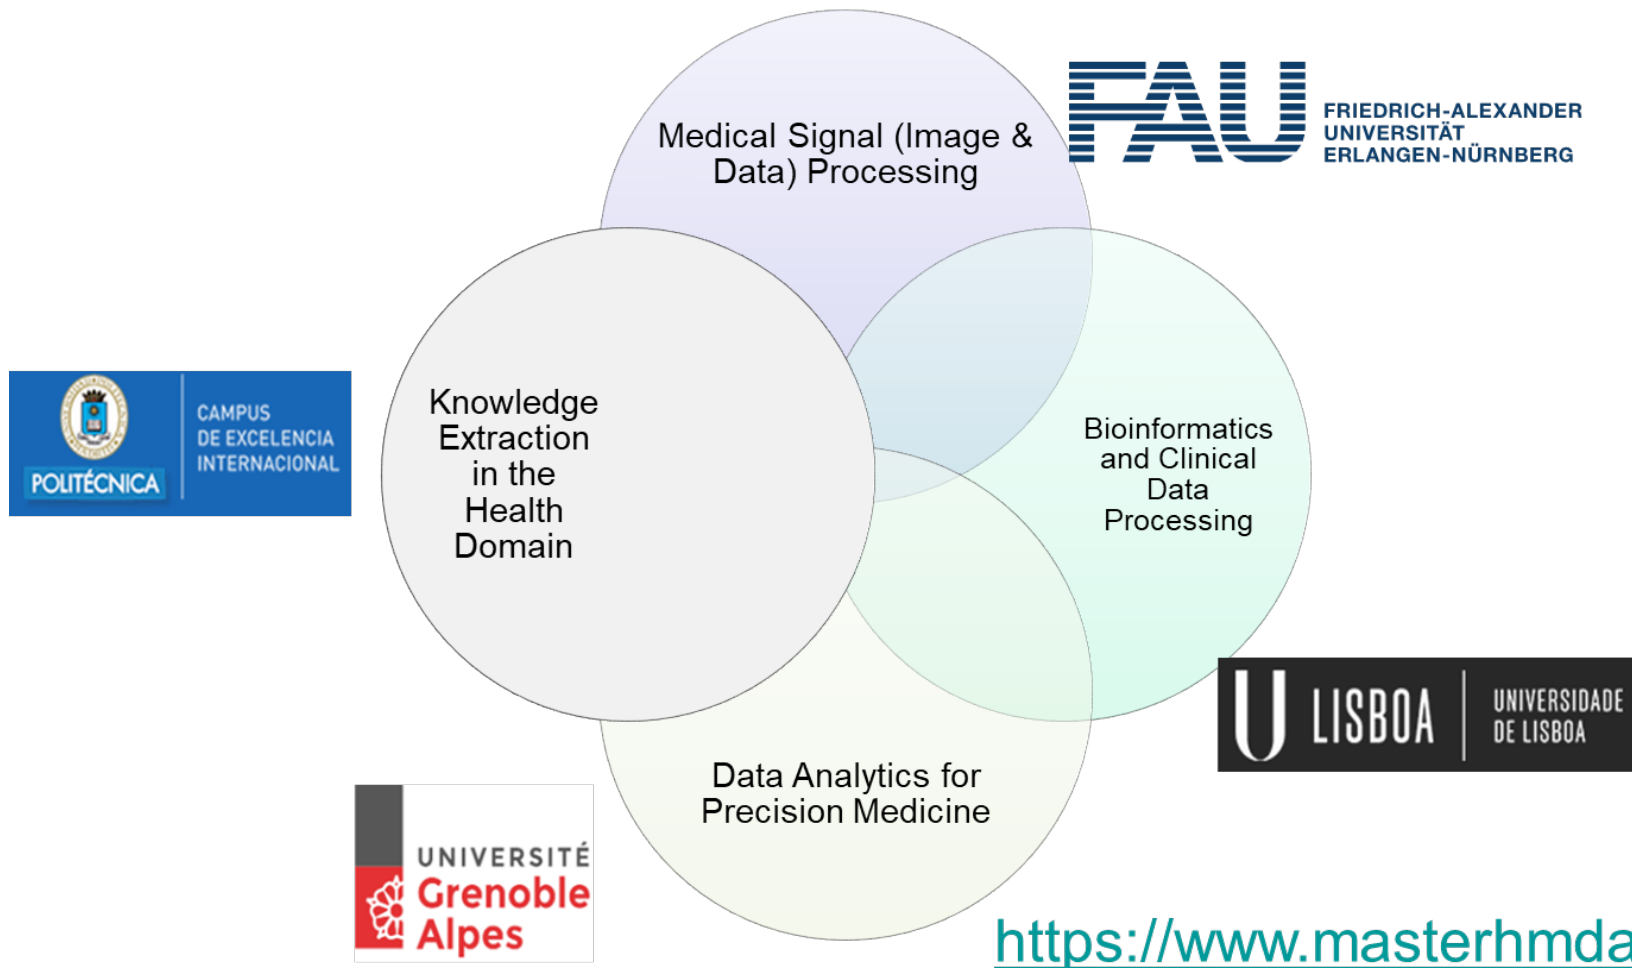 Medical Signal (Image &
Data) Processing
FAU
FRIEDRICH-ALEXANDER
UNIVERSITÄT
ERLANGEN-NÜRNBERG
Knowledge
Extraction
in the
Health
Domain
POLITÉCNICA
CAMPUS
DE EXCELENCIA
INTERNACIONAL
Bioinformatics
and Clinical
Data
Processing
U LISBOA
UNIVERSIDADE
DE LISBOA
Data Analytics for
Precision Medicine
UNIVERSITÉ
Grenoble
Alpes
https://www.masterhmda